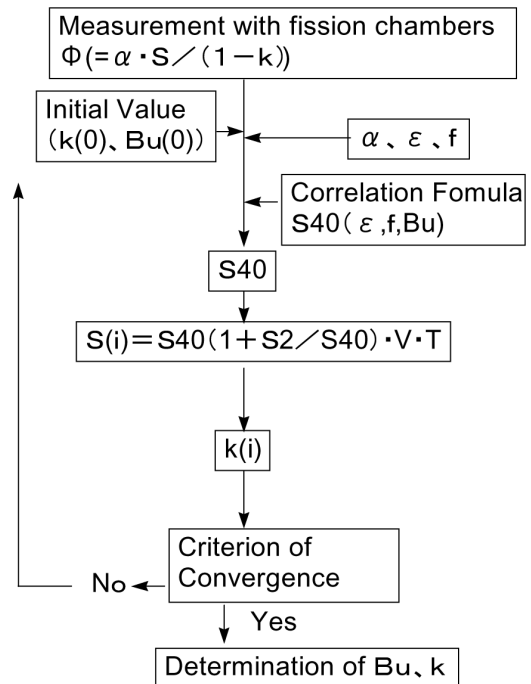 Measurement with fission chambers
Φ(=α・S／(1−k))
Initial Value
(k(0)、Bu(0))
α、ε、f
Correlation Fomula
S40(ε,f,Bu)
S40
S(i)=S40(1+S2／S40)・V・T
k(i)
Criterion of
Convergence
No
Yes
Determination of Bu、k